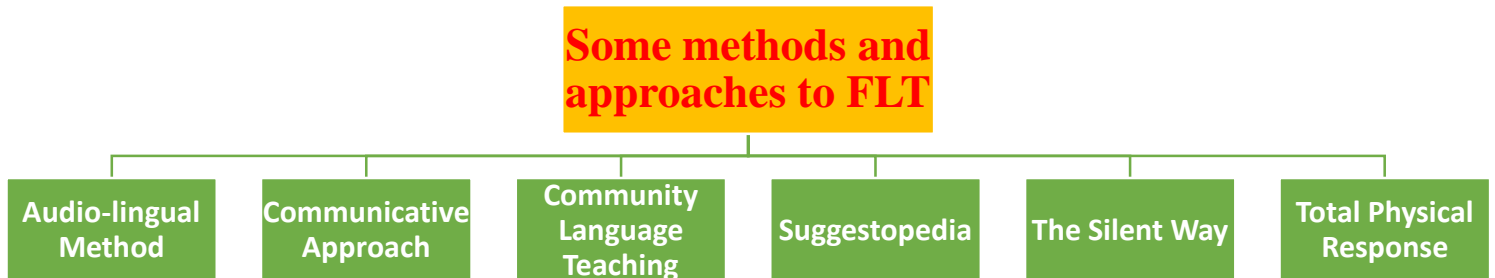 Some methods and
approaches to FLT
Audio-lingual
Method
Communicative
Approach
Community
Language
Teaching
Suggestopedia
The Silent Way
Total Physical
Response